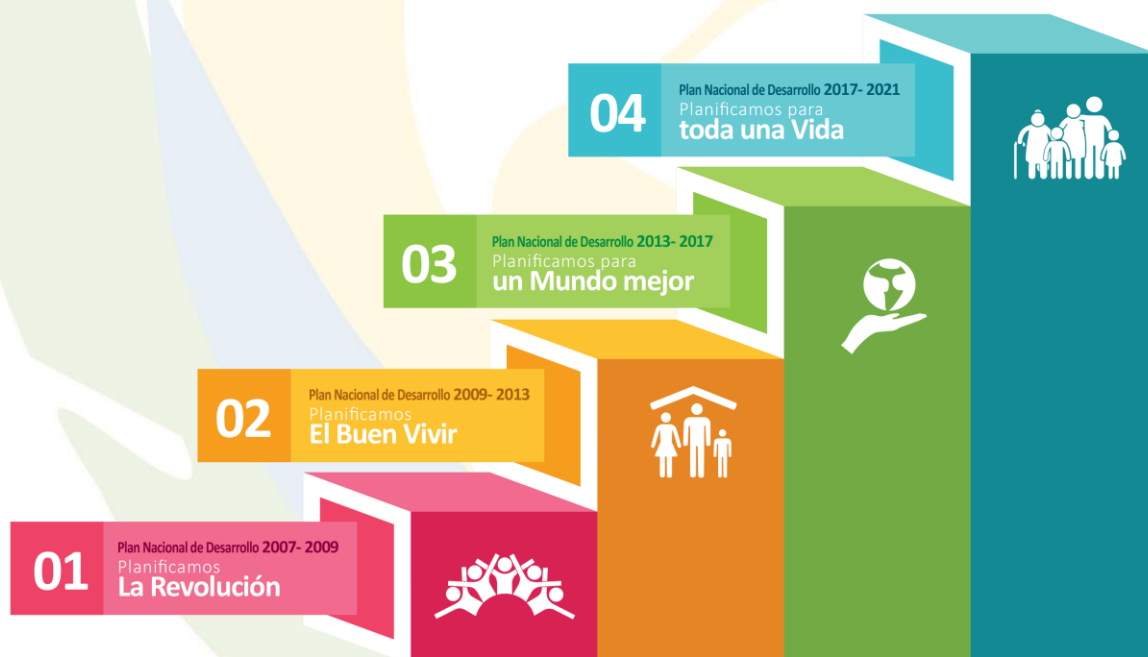 04
Plan Nacional de Desarrollo 2017- 2021
Planificamos para
toda una Vida
03
Plan Nacional de Desarrollo 2013- 2017
Planificamos para
un Mundo mejor
02
Plan Nacional de Desarrollo 2009- 2013
Planificamos
El Buen Vivir
01
Plan Nacional de Desarrollo 2007- 2009
Planificamos
La Revolución